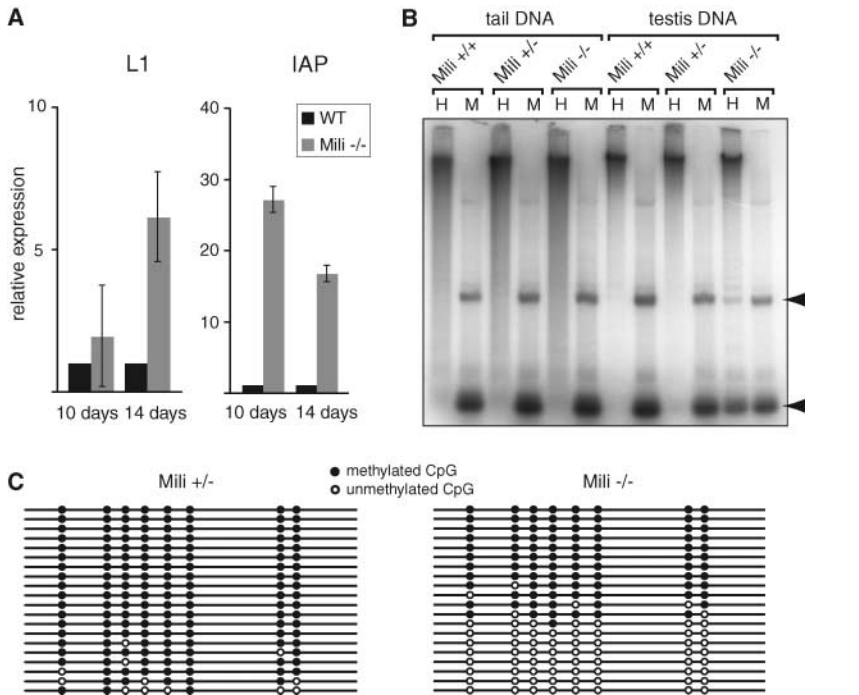 A
L1
IAP
10
5
40
30
20
10
WT
Mili -/-
relative expression
10 days 14 days
10 days 14 days
B
tail DNA testis DNA
Mili +/+ Mili +/- Mili -/- Mili +/+ Mili +/- Mili -/-
H M H M H M H M H M H M
C
Mili +/-
methylated CpG
unmethylated CpG
Mili -/-